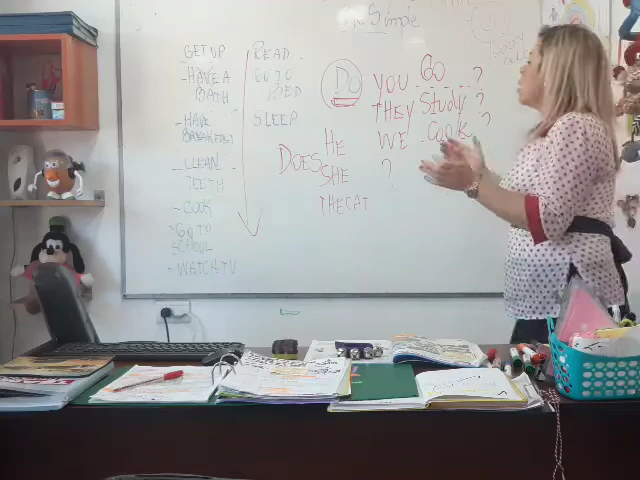 Pr. Simple
GET UP
- HAVE A
BATH
- HAVE
BREAKFAST
- CLEAN
TEETH
- COOK
- GO TO
SCHOOL
- WATCH TV
READ
GO TO
BED
SLEEP
DO YOU GO ?
THEY Study ?
WE COOK ?
DOES HE
SHE ?
THE CAT